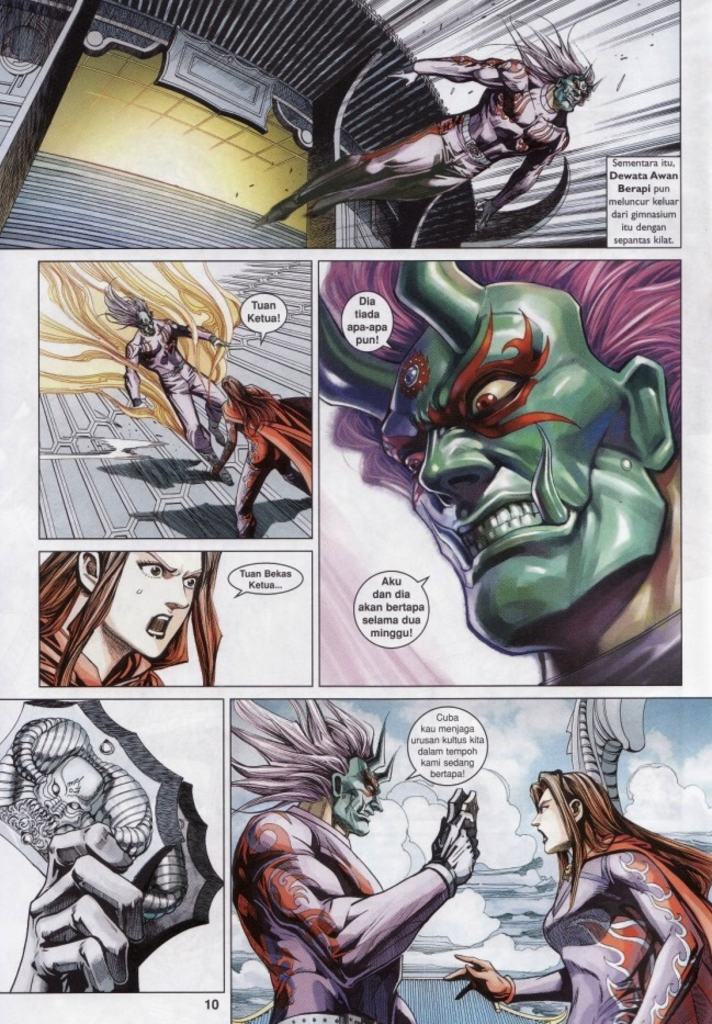 Sementara itu,
Dewata Awan
Berapi pun
meluncur keluar
dari gimnasium
itu dengan
sepantas kilat.
Tuan
Ketua!
Dia
tiada
apa-apa
pun!
Tuan Bekas
Ketua...
Aku
dan dia
akan bertapa
selama dua
minggu!
Cuba
kau menjaga
urusan kultus kita
dalam tempoh
kami sedang
bertapa!
10